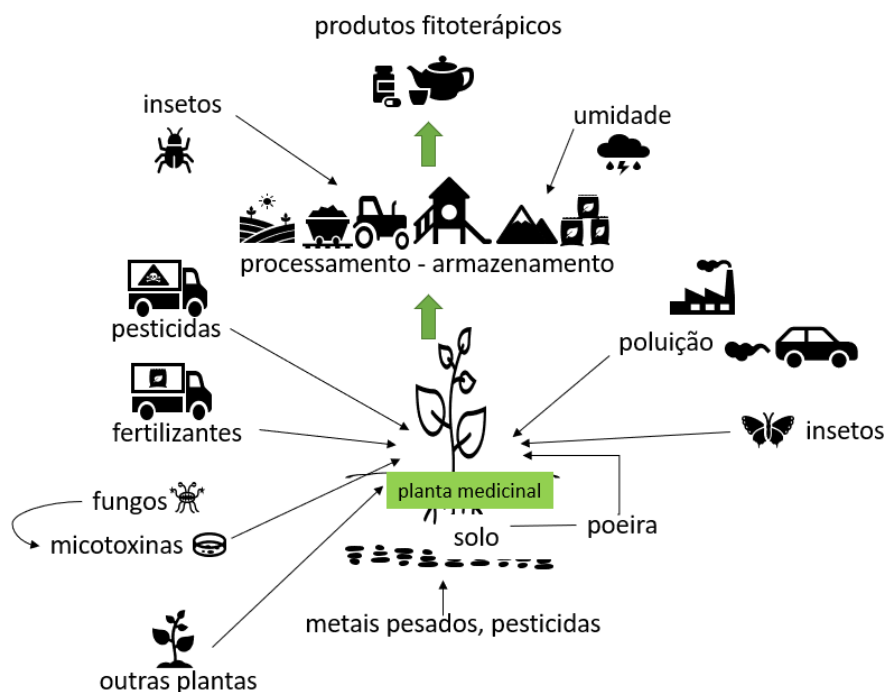 produtos fitoterápicos
insetos
umidade
processamento - armazenamento
pesticidas
poluição
fertilizantes
insetos
planta medicinal
fungos
solo
poeira
micotoxinas
metais pesados, pesticidas
outras plantas